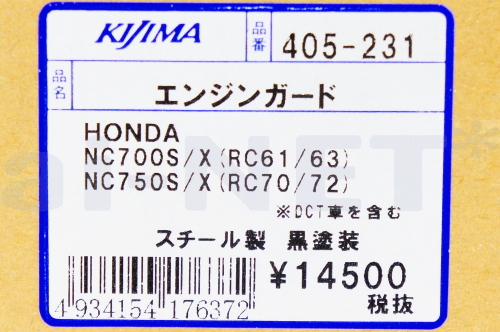 KIJIMA 品番 405-231
品名 エンジンガード
HONDA
NC700S/X(RC61/63)
NC750S/X(RC70/72)
※DCT車を含む
スチール製 黒塗装
¥14500
税抜
4 934154 176372